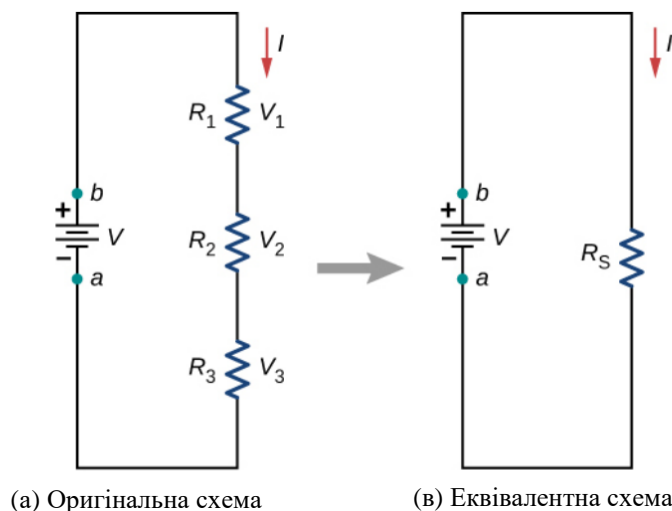 I
R1 V1
b
+
V
−
a
R2 V2
R3 V3
(а) Оригінальна схема
I
b
+
V
−
a
RS
(в) Еквівалентна схема